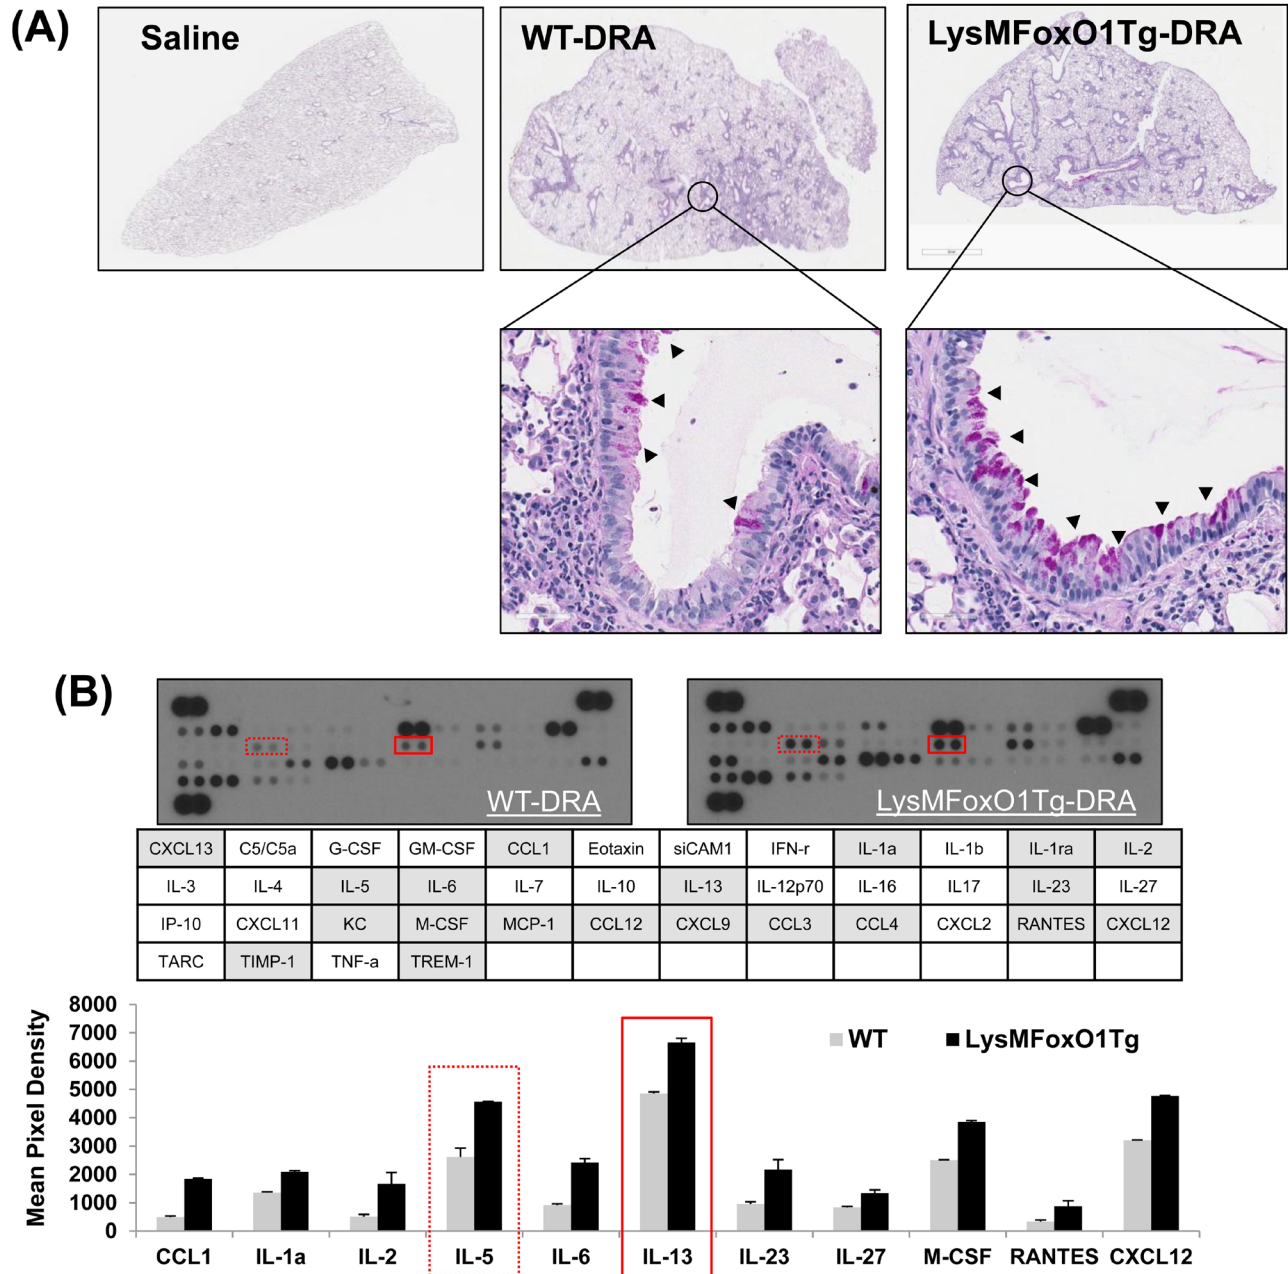 (A)
Saline
WT-DRA
LysMFoxO1Tg-DRA
(B)
WT-DRA
LysMFoxO1Tg-DRA
CXCL13 C5/C5a G-CSF GM-CSF CCL1 Eotaxin siCAM1 IFN-r IL-1a IL-1b IL-1ra IL-2
IL-3 IL-4 IL-5 IL-6 IL-7 IL-10 IL-13 IL-12p70 IL-16 IL17 IL-23 IL-27
IP-10 CXCL11 KC M-CSF MCP-1 CCL12 CXCL9 CCL3 CCL4 CXCL2 RANTES CXCL12
TARC TIMP-1 TNF-a TREM-1
Mean Pixel Density
8000
7000
6000
5000
4000
3000
2000
1000
0
WT LysMFoxO1Tg
CCL1 IL-1a IL-2 IL-5 IL-6 IL-13 IL-23 IL-27 M-CSF RANTES CXCL12